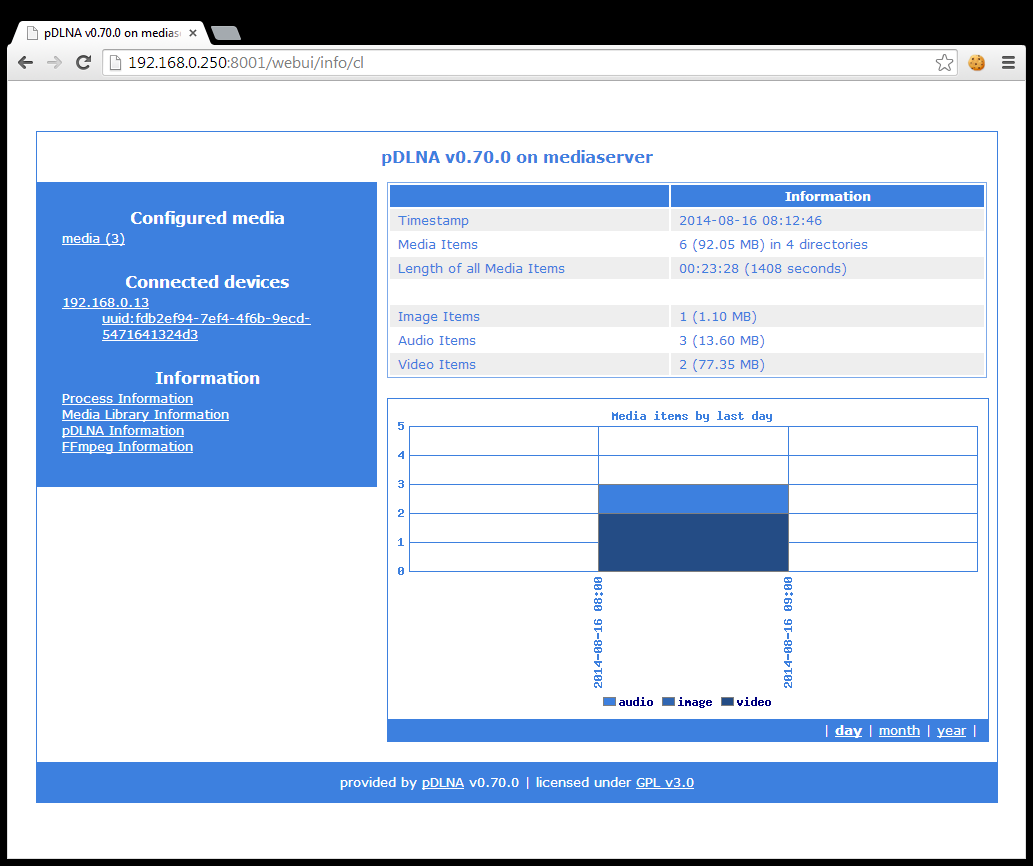 pDLNA v0.70.0 on medias
192.168.0.250:8001/webui/info/cl
pDLNA v0.70.0 on mediaserver
Configured media
media (3)
Connected devices
192.168.0.13
uuid:fdb2ef94-7ef4-4f6b-9ecd-
5471641324d3
Information
Process Information
Media Library Information
pDLNA Information
FFmpeg Information
Information
Timestamp 2014-08-16 08:12:46
Media Items 6 (92.05 MB) in 4 directories
Length of all Media Items 00:23:28 (1408 seconds)
Image Items 1 (1.10 MB)
Audio Items 3 (13.60 MB)
Video Items 2 (77.35 MB)
Media items by last day
5
4
3
2
1
0
2014-08-16 08:00
2014-08-16 09:00
audio image video
| day | month | year |
provided by pDLNA v0.70.0 | licensed under GPL v3.0